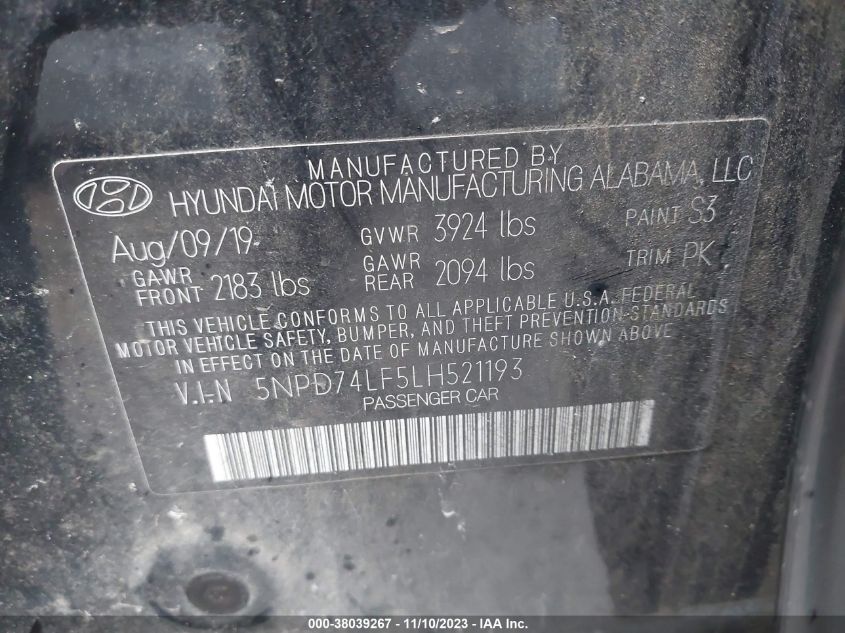 MANUFACTURED BY
HYUNDAI MOTOR MANUFACTURING ALABAMA, LLC
Aug/09/19 GVWR 3924 lbs PAINT S3
GAWR FRONT 2183 lbs GAWR REAR 2094 lbs TRIM PK
THIS VEHICLE CONFORMS TO ALL APPLICABLE U.S.A. FEDERAL
MOTOR VEHICLE SAFETY, BUMPER, AND THEFT PREVENTION STANDARDS
IN EFFECT ON THE DATE OF MANUFACTURE SHOWN ABOVE
V.I.N 5NPD74LF5LH521193
PASSENGER CAR
000-38039267 - 11/10/2023 - IAA Inc.